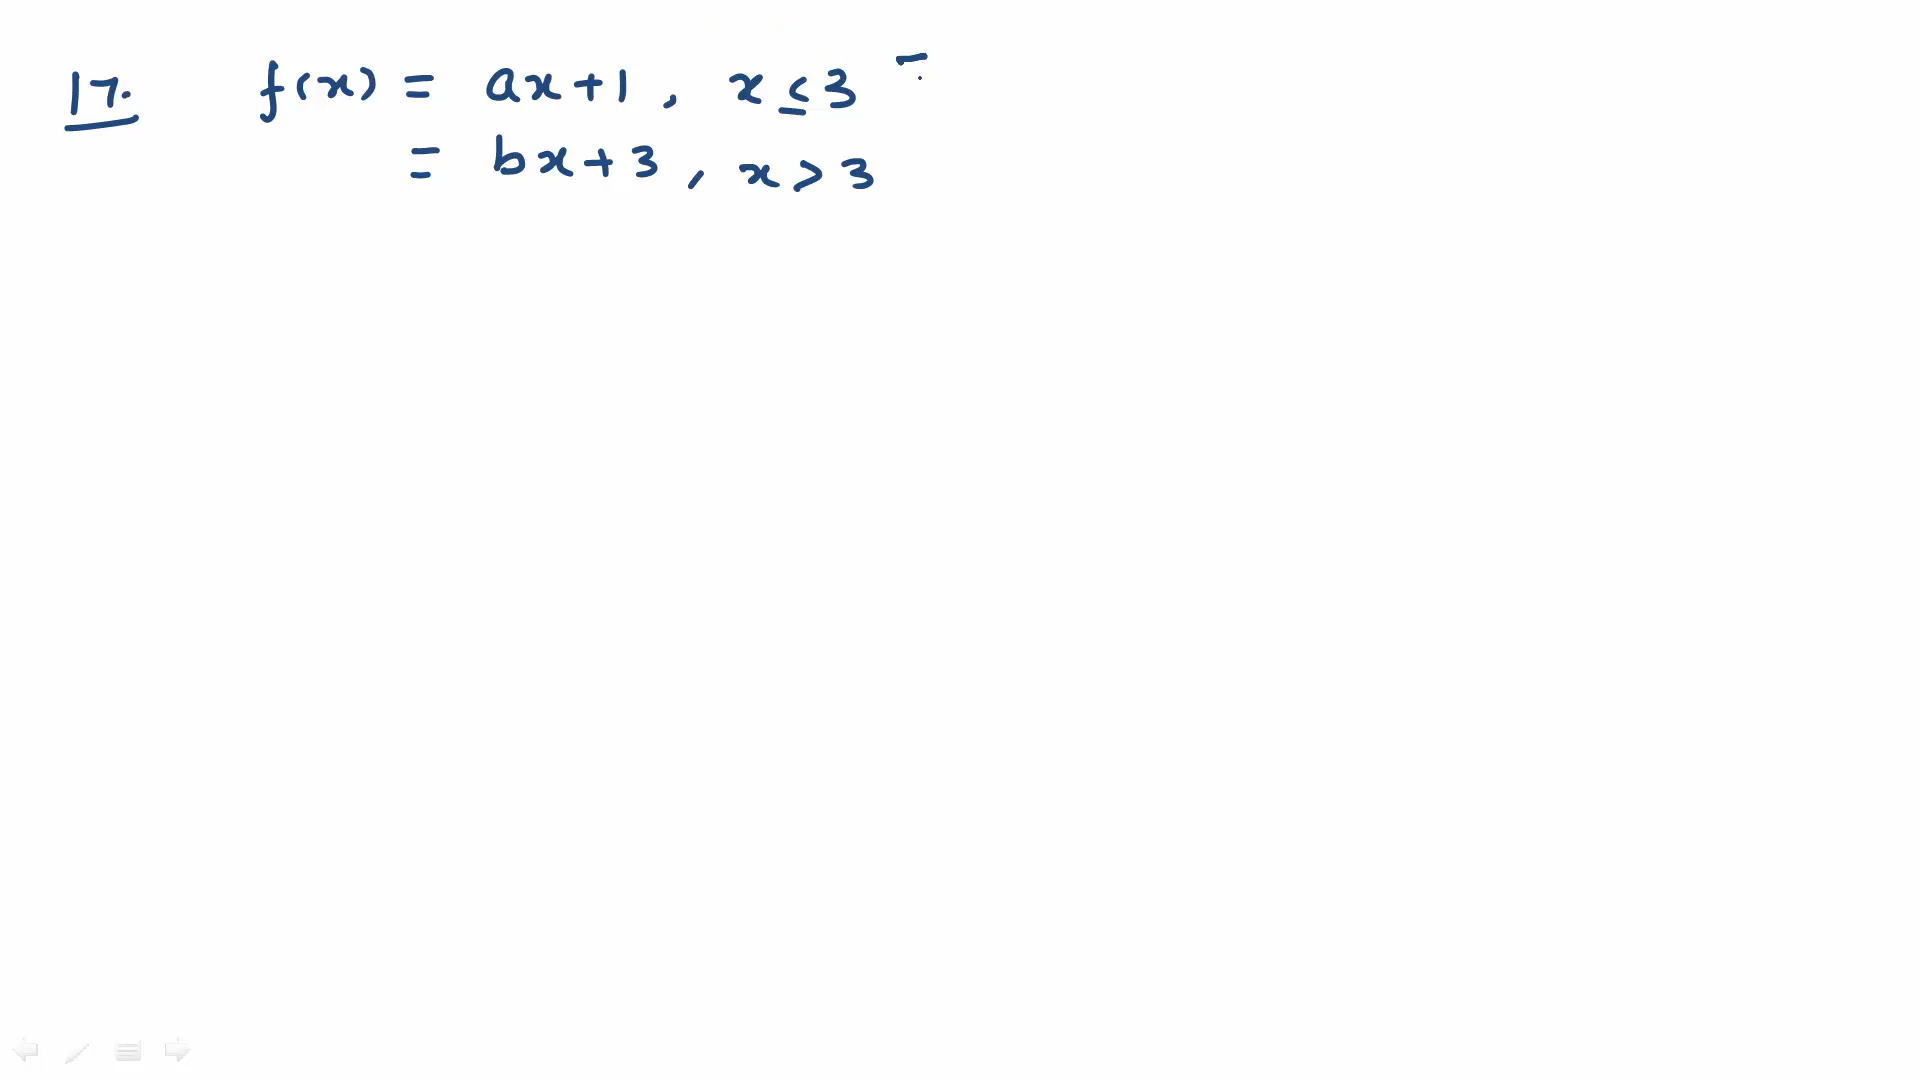 17. f(x) = ax+1, x ≤ 3
= bx+3, x > 3